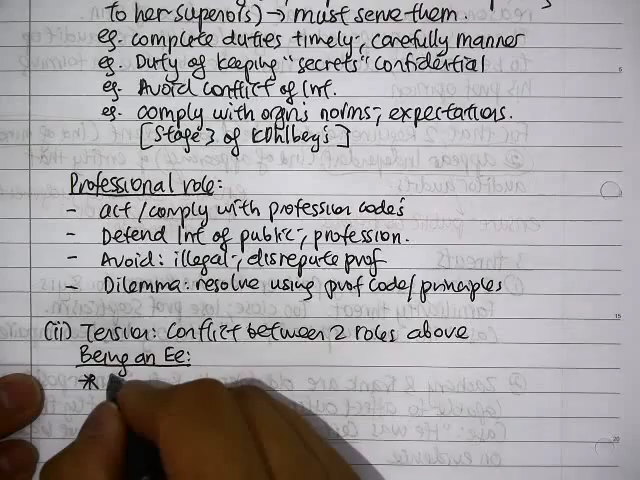 to her superior(s) → must serve them.
eg. complete duties timely; carefully manner
eg. Duty of keeping "secrets" confidential
eg. Avoid conflict of Int.
eg. comply with orgn's norms; expectations.
[Stage 3 of Kohlberg's]
Professional role:
- act/comply with profession codes
- Defend Int of public; profession.
- Avoid: illegal; disrepute prof
- Dilemma: resolve using prof code/principles
(ii) Tension: Conflict between 2 roles above
Being an Ee:
*